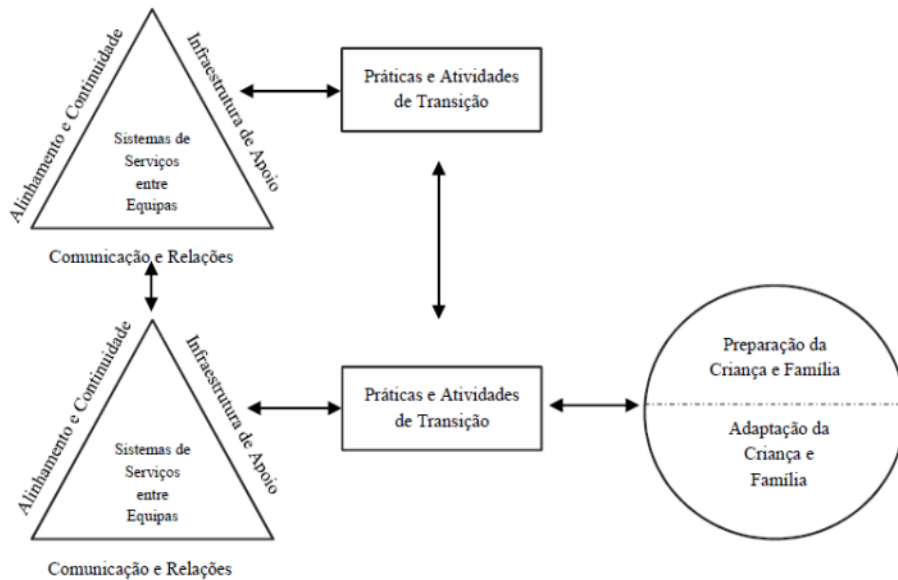 Alinhamento e Continuidade
Infraestrutura de Apoio
Sistemas de
Serviços
entre
Equipas
Comunicação e Relações
Práticas e Atividades
de Transição
Alinhamento e Continuidade
Infraestrutura de Apoio
Sistemas de
Serviços
entre
Equipas
Comunicação e Relações
Práticas e Atividades
de Transição
Preparação da
Criança e Família
Adaptação da
Criança e
Família